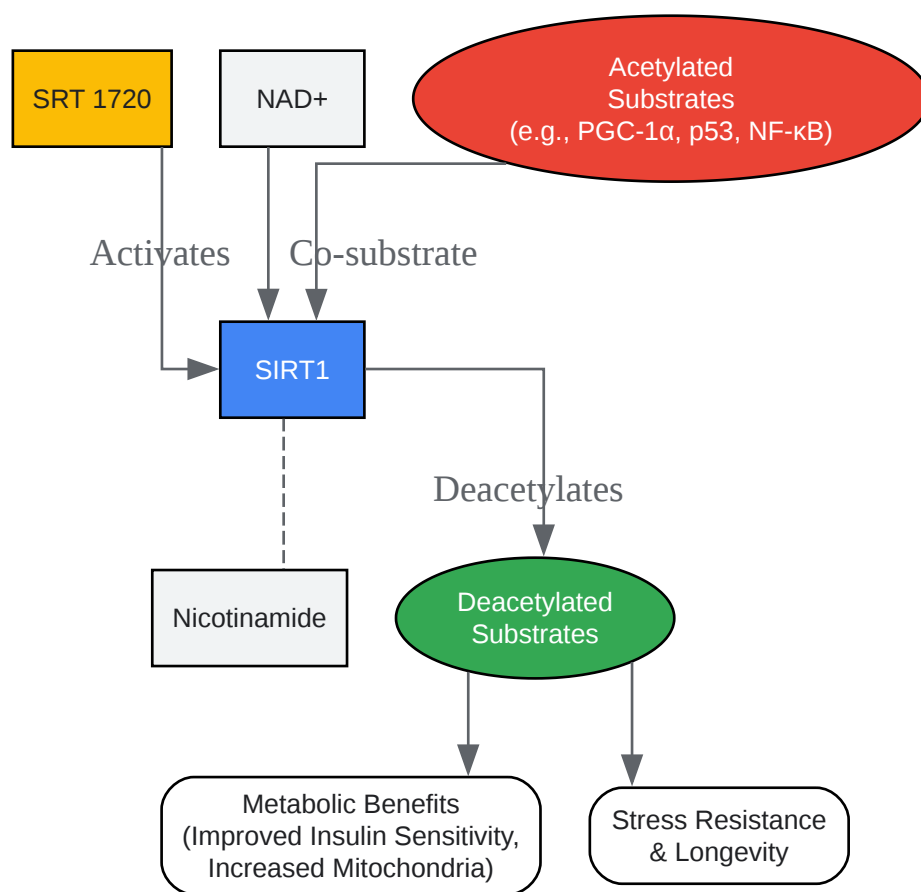 SRT 1720
NAD+
Acetylated
Substrates
(e.g., PGC-1α, p53, NF-κB)
Activates
Co-substrate
SIRT1
Deacetylates
Nicotinamide
Deacetylated
Substrates
Metabolic Benefits
(Improved Insulin Sensitivity,
Increased Mitochondria)
Stress Resistance
& Longevity